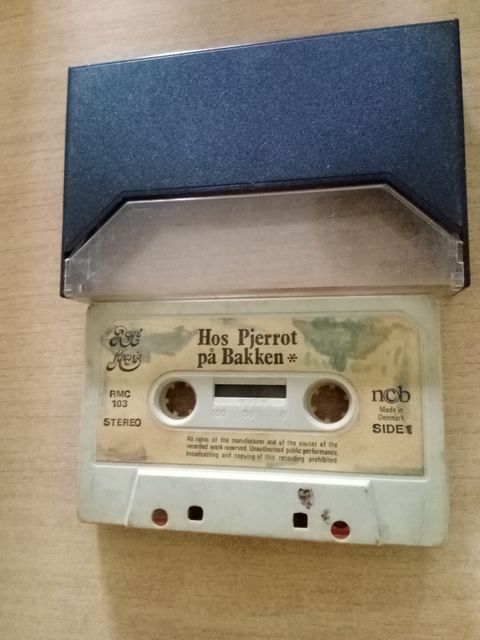 Hos Pjerrot
på Bakken*
RMC
103
STEREO
100 50 0
ncb
Made in
Denmark
SIDE 1
All rights of the manufacturer and of the owner of the
recorded work reserved. Unauthorised public performance,
broadcasting and copying of this recording prohibited.